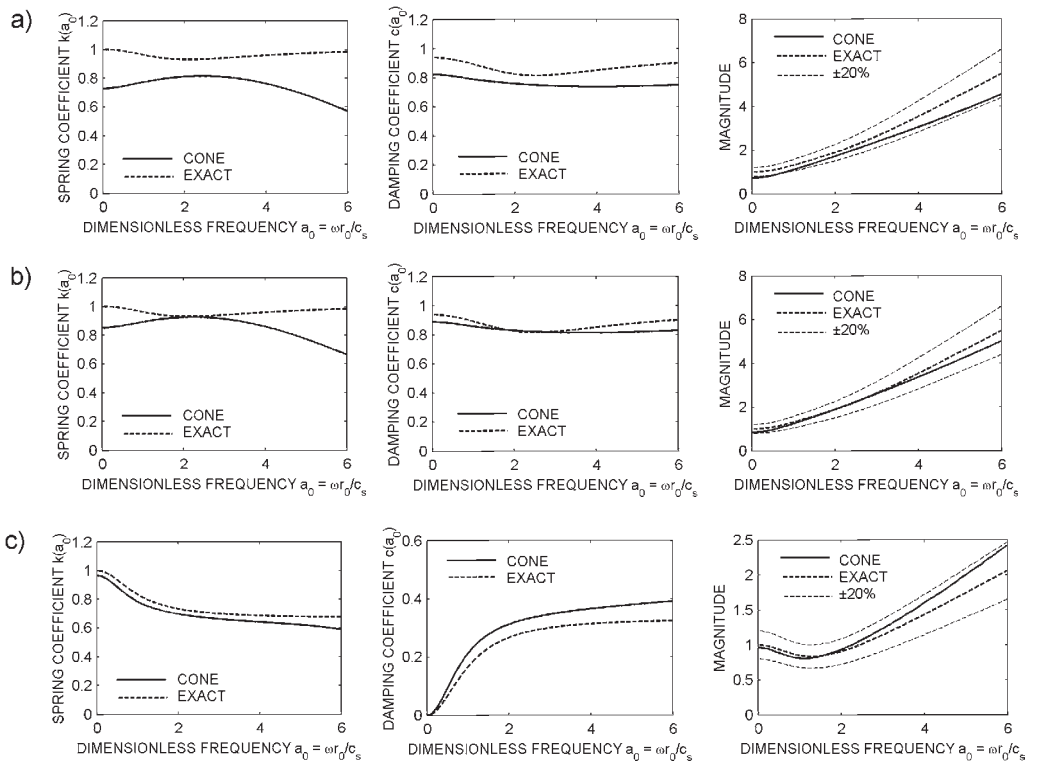 a)
SPRING COEFFICIENT k(a0)
1.2
1
0.8
0.6
0.4
0.2
0
CONE
EXACT
0 2 4 6
DIMENSIONLESS FREQUENCY a0 = ωr0/cs
DAMPING COEFFICIENT c(a0)
1.2
1
0.8
0.6
0.4
0.2
0
CONE
EXACT
0 2 4 6
DIMENSIONLESS FREQUENCY a0 = ωr0/cs
MAGNITUDE
8
6
4
2
0
CONE
EXACT
±20%
0 1 2 3 4 5 6
DIMENSIONLESS FREQUENCY a0 = ωr0/cs
b)
SPRING COEFFICIENT k(a0)
1.2
1
0.8
0.6
0.4
0.2
0
CONE
EXACT
0 2 4 6
DIMENSIONLESS FREQUENCY a0 = ωr0/cs
DAMPING COEFFICIENT c(a0)
1.2
1
0.8
0.6
0.4
0.2
0
CONE
EXACT
0 2 4 6
DIMENSIONLESS FREQUENCY a0 = ωr0/cs
MAGNITUDE
8
6
4
2
0
CONE
EXACT
±20%
0 1 2 3 4 5 6
DIMENSIONLESS FREQUENCY a0 = ωr0/cs
c)
SPRING COEFFICIENT k(a0)
1.2
1
0.8
0.6
0.4
0.2
0
CONE
EXACT
0 2 4 6
DIMENSIONLESS FREQUENCY a0 = ωr0/cs
DAMPING COEFFICIENT c(a0)
0.6
0.4
0.2
0
CONE
EXACT
0 2 4 6
DIMENSIONLESS FREQUENCY a0 = ωr0/cs
MAGNITUDE
2.5
2
1.5
1
0.5
0
CONE
EXACT
±20%
0 1 2 3 4 5 6
DIMENSIONLESS FREQUENCY a0 = ωr0/cs